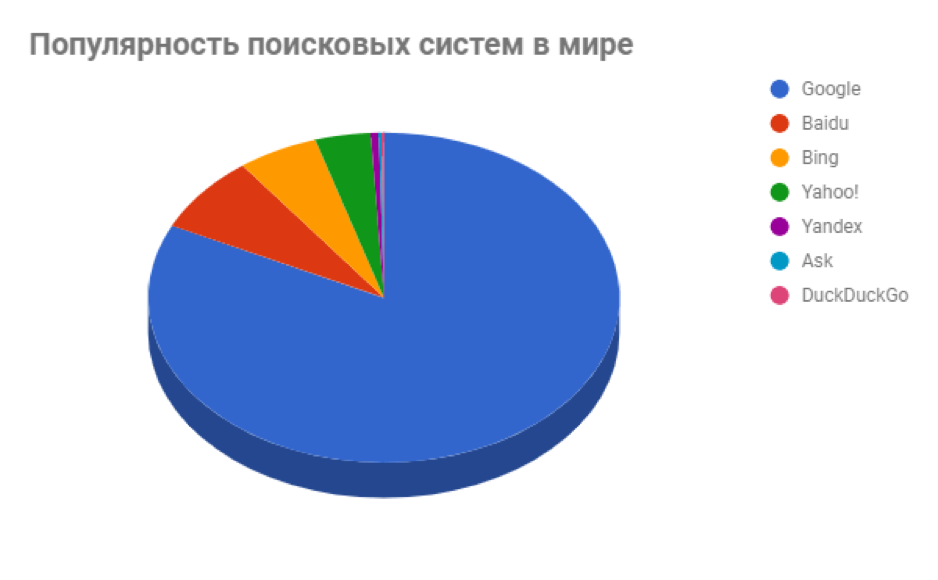 Популярность поисковых систем в мире
Google
Baidu
Bing
Yahoo!
Yandex
Ask
DuckDuckGo